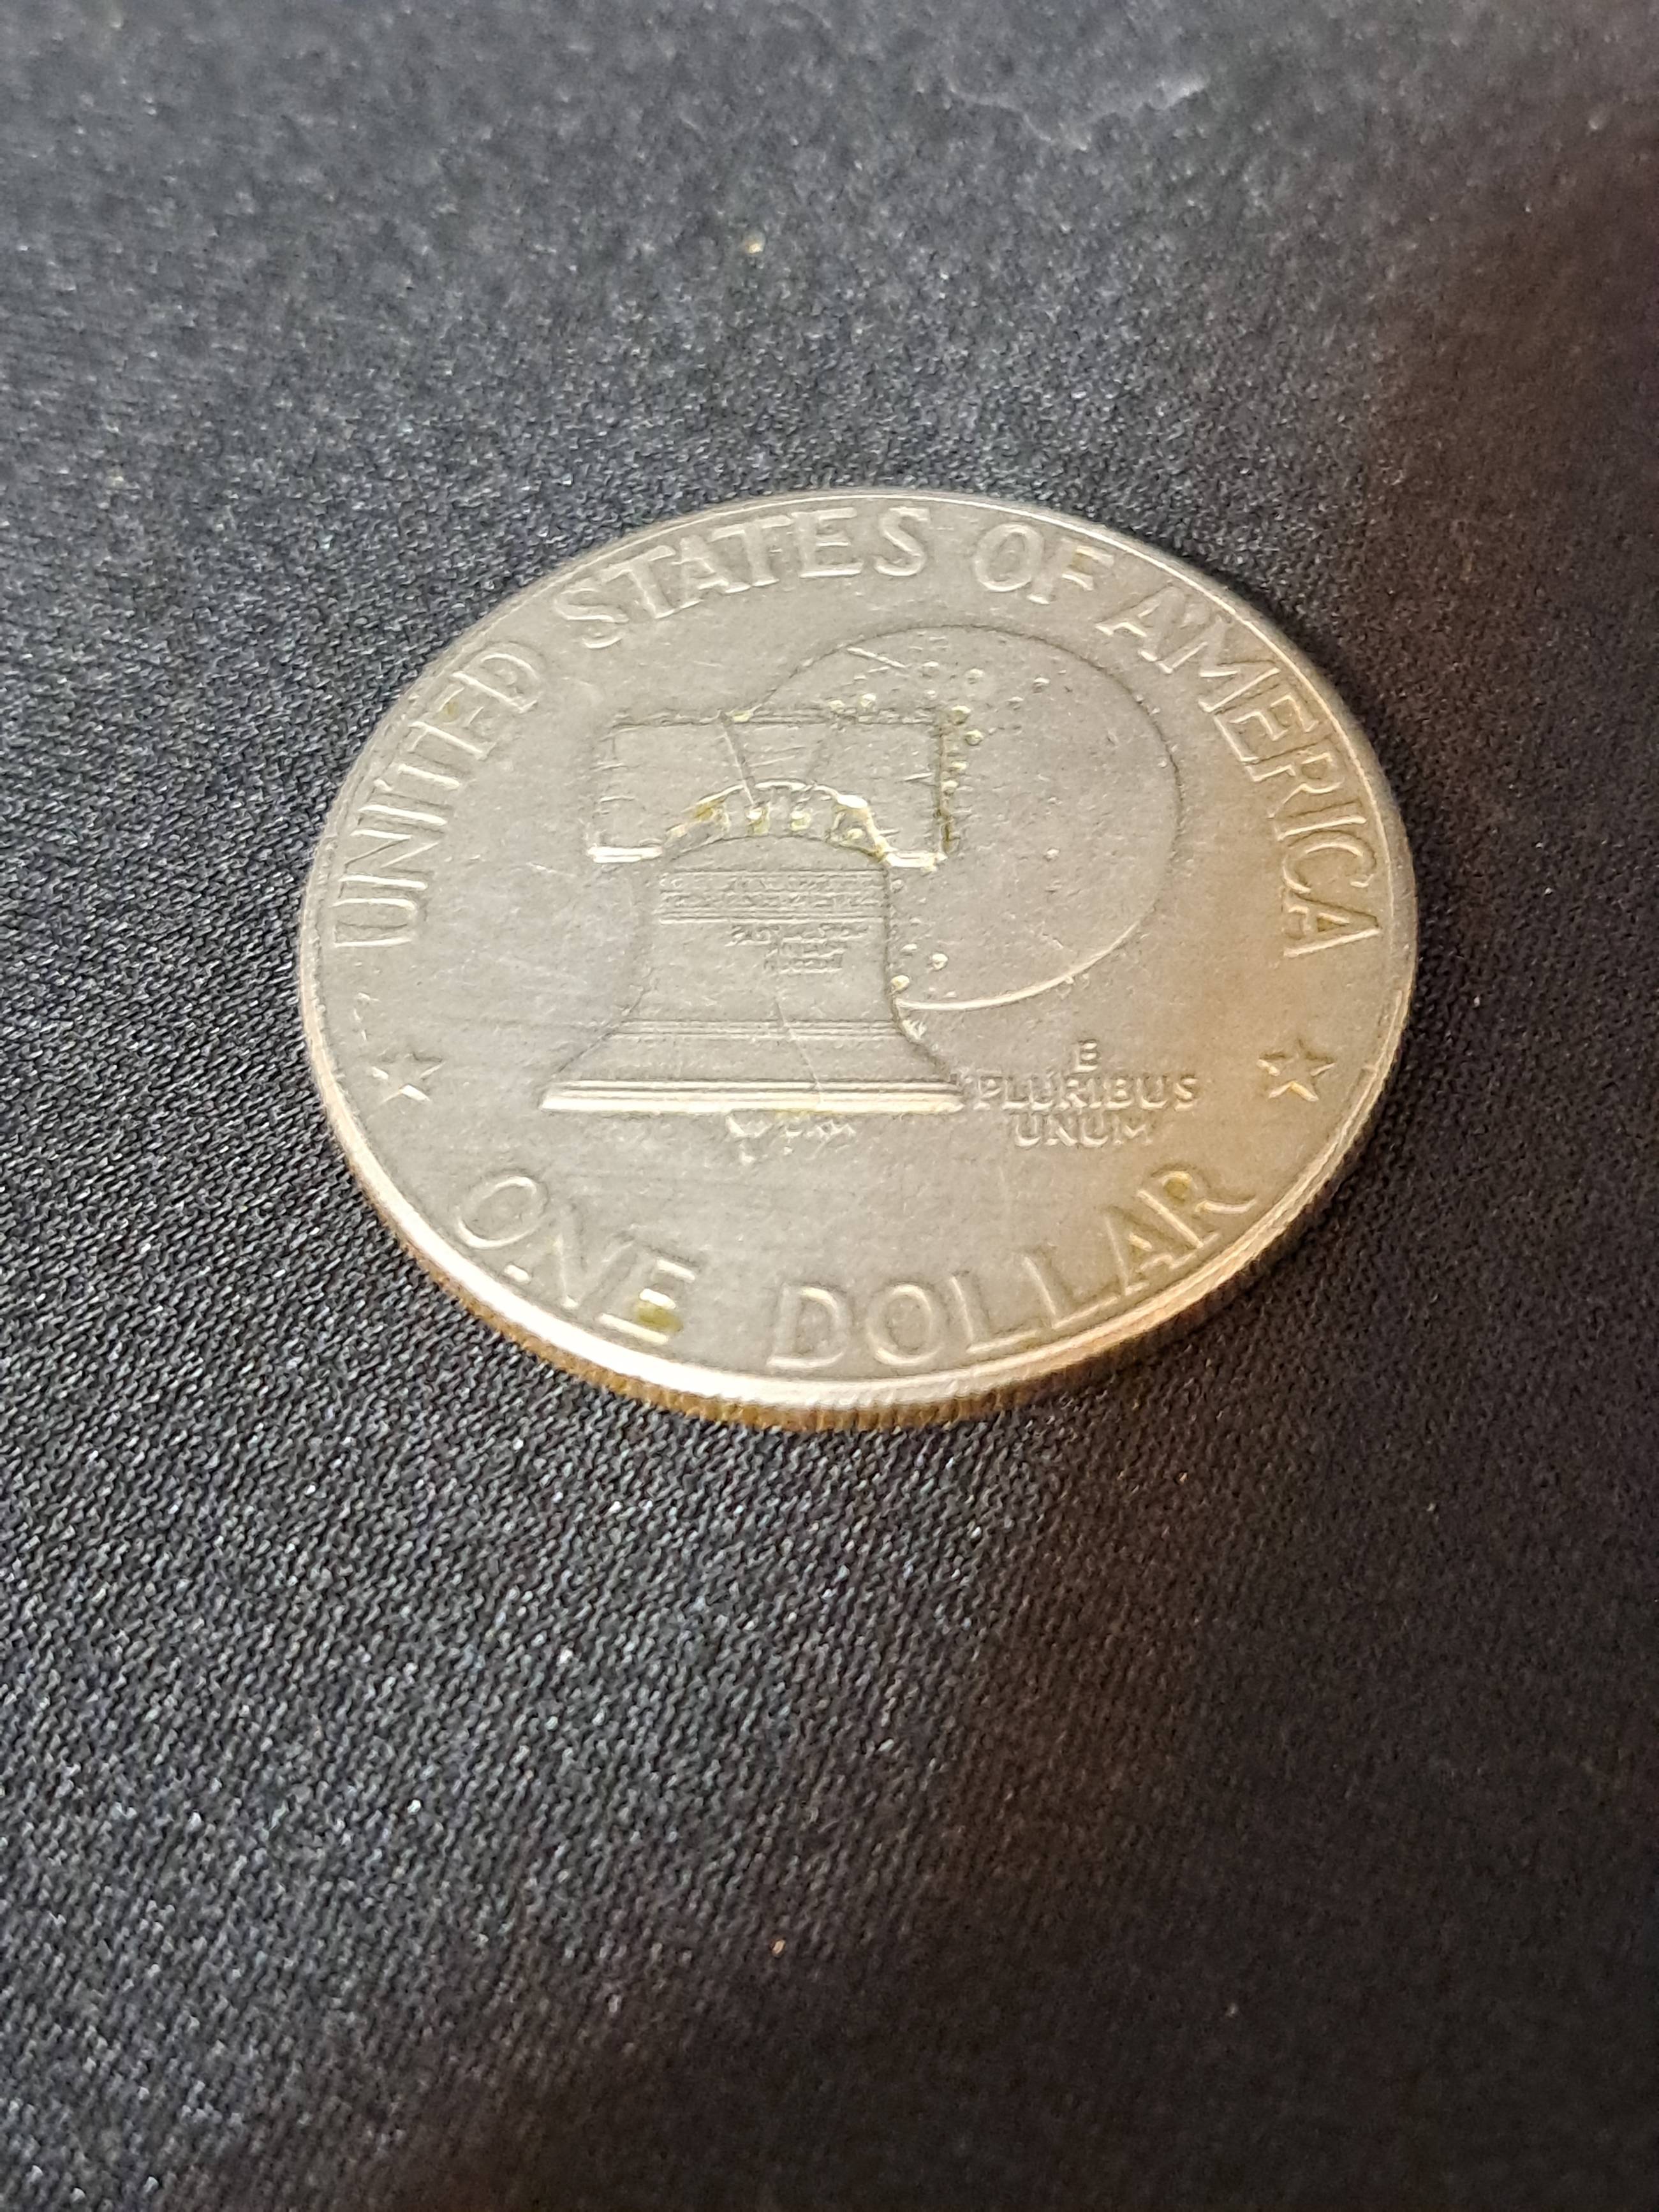 UNITED STATES OF AMERICA
E
PLURIBUS
UNUM
ONE DOLLAR